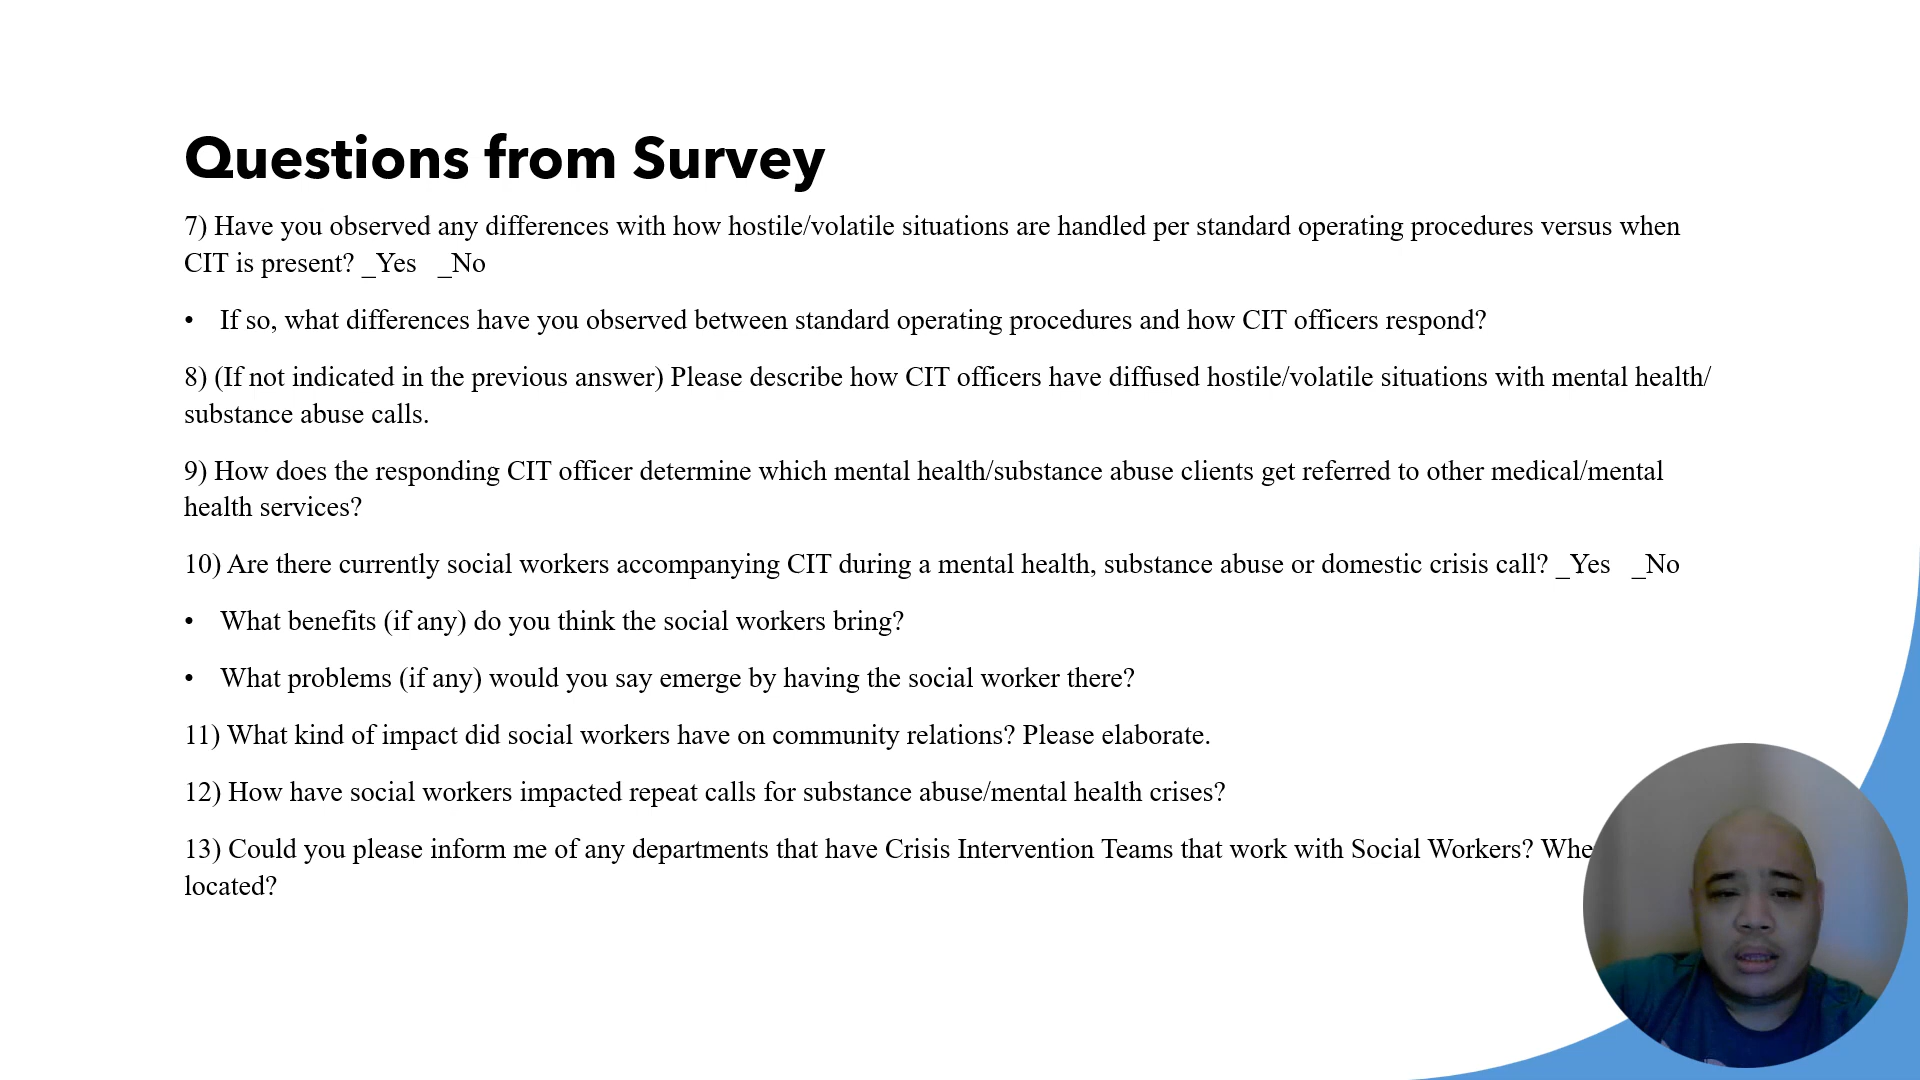 Questions from Survey
7) Have you observed any differences with how hostile/volatile situations are handled per standard operating procedures versus when
CIT is present? _Yes   _No
• If so, what differences have you observed between standard operating procedures and how CIT officers respond?
8) (If not indicated in the previous answer) Please describe how CIT officers have diffused hostile/volatile situations with mental health/
substance abuse calls.
9) How does the responding CIT officer determine which mental health/substance abuse clients get referred to other medical/mental
health services?
10) Are there currently social workers accompanying CIT during a mental health, substance abuse or domestic crisis call? _Yes   _No
• What benefits (if any) do you think the social workers bring?
• What problems (if any) would you say emerge by having the social worker there?
11) What kind of impact did social workers have on community relations? Please elaborate.
12) How have social workers impacted repeat calls for substance abuse/mental health crises?
13) Could you please inform me of any departments that have Crisis Intervention Teams that work with Social Workers?
located?